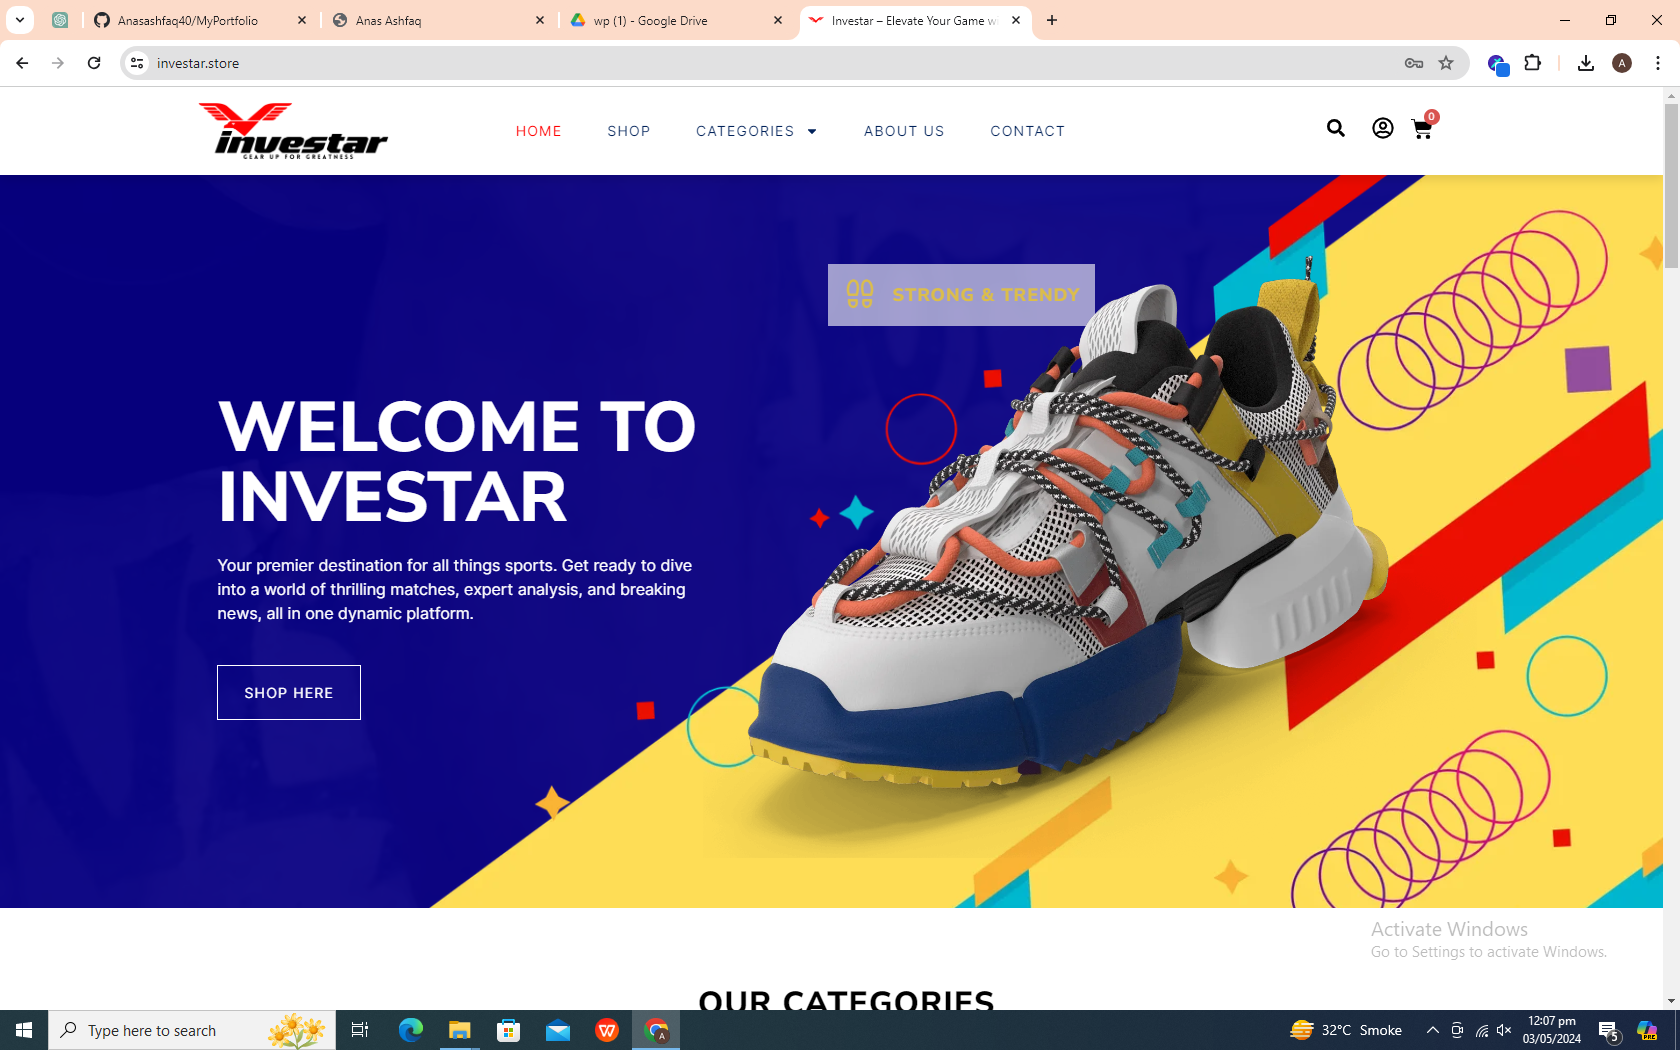 Anasashfaq40/MyPortfolio
Anas Ashfaq
wp (1) - Google Drive
Investar – Elevate Your Game w
investar.store
A
investar
GEAR UP FOR GREATNESS
HOME
SHOP
CATEGORIES
ABOUT US
CONTACT
0
STRONG & TRENDY
WELCOME TO
INVESTAR
Your premier destination for all things sports. Get ready to dive
into a world of thrilling matches, expert analysis, and breaking
news, all in one dynamic platform.
SHOP HERE
Activate Windows
Go to Settings to activate Windows.
OUR CATEGORIES
Type here to search
W
A
32°C Smoke
12:07 pm
03/05/2024
5
PRE